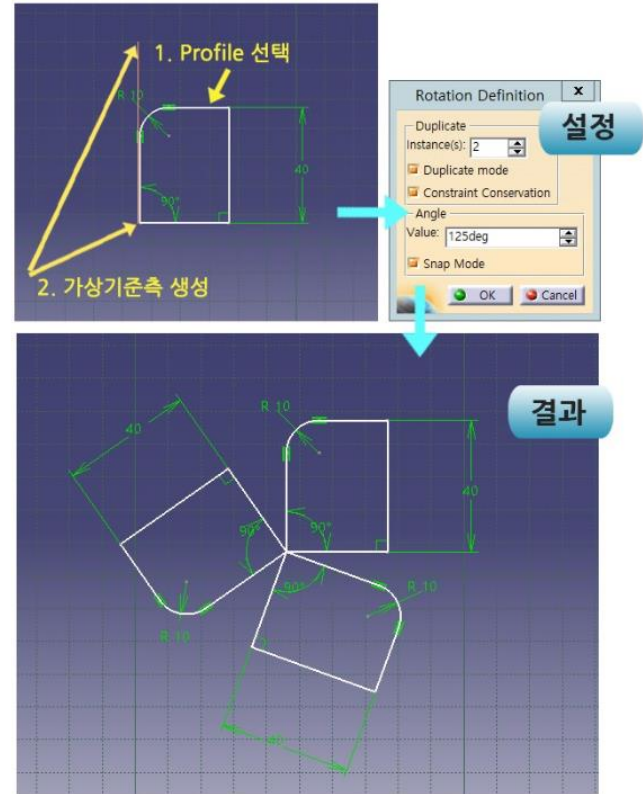 1. Profile 선택
R 10
40
90°
2. 가상기준축 생성
Rotation Definition
x
설정
Duplicate
Instance(s): 2
Duplicate mode
Constraint Conservation
Angle
Value: 125deg
Snap Mode
OK
Cancel
결과
R 10
40
40
90°
90°
90°
R 10
R 10
40